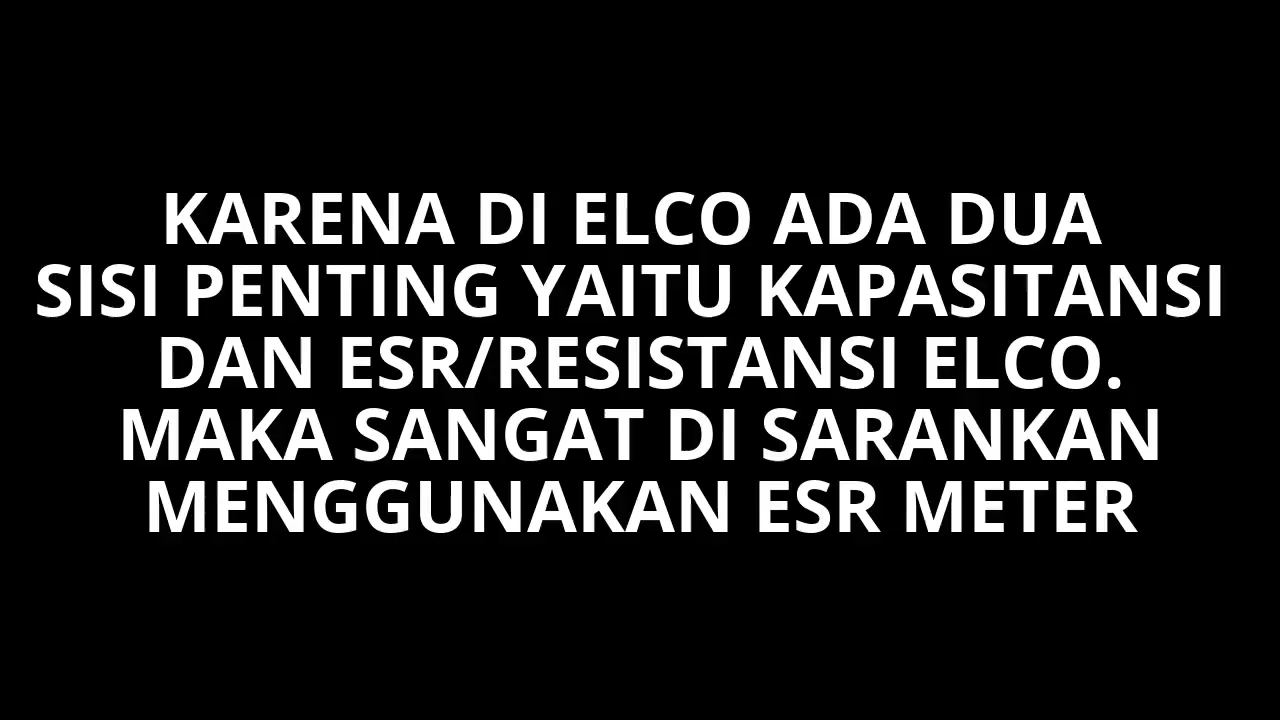 KARENA DI ELCO ADA DUA
SISI PENTING YAITU KAPASITANSI
DAN ESR/RESISTANSI ELCO.
MAKA SANGAT DI SARANKAN
MENGGUNAKAN ESR METER